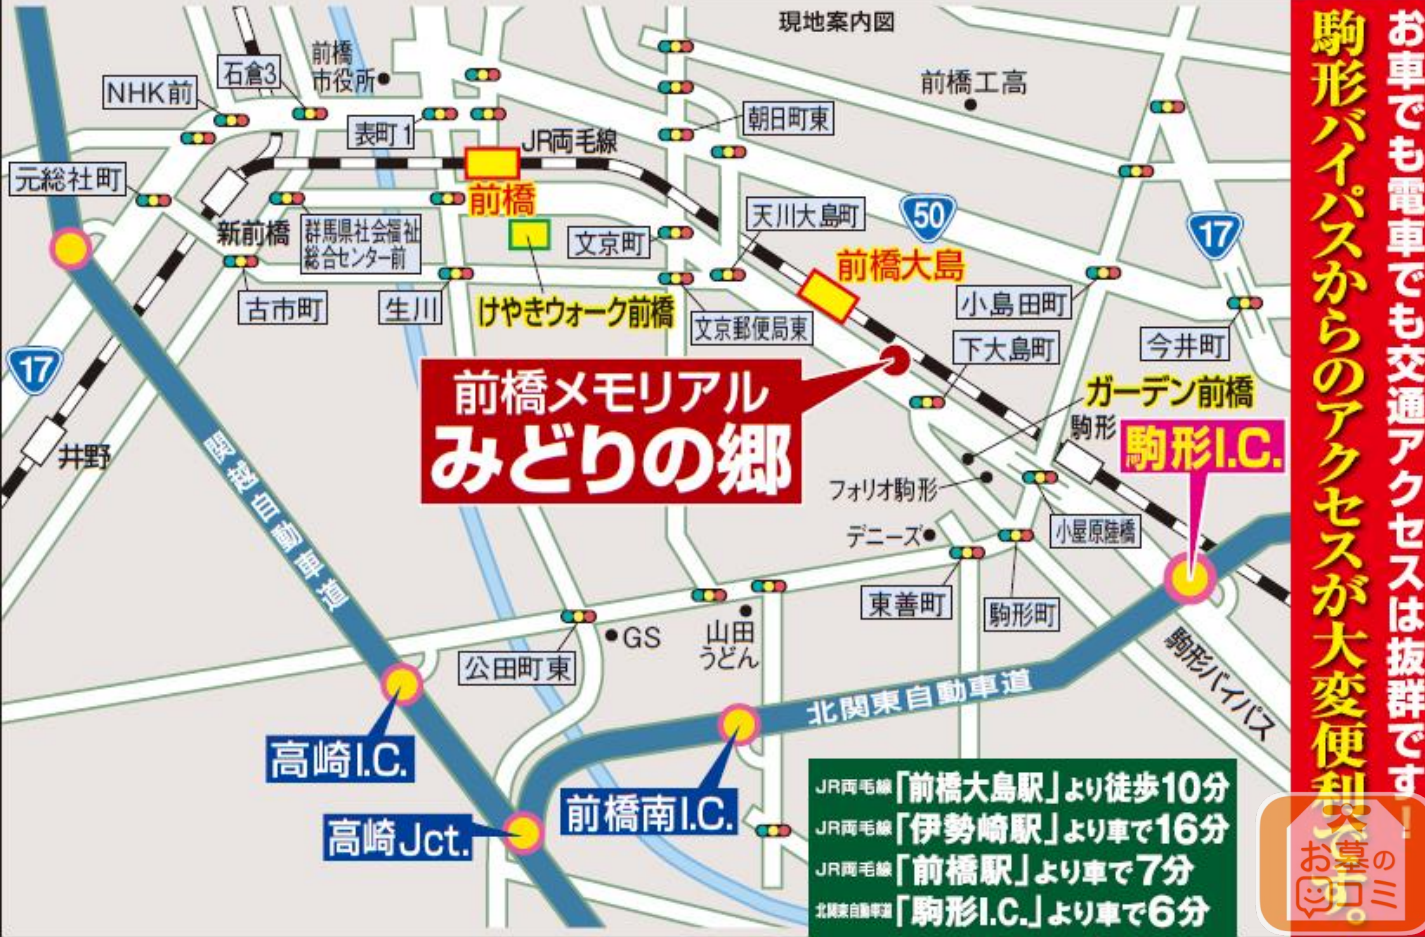 現地案内図
お車でも電車でも交通アクセスは抜群です！
駒形バイパスからのアクセスが大変便利です。
石倉3
前橋
市役所
NHK前
表町1
JR両毛線
朝日町東
前橋工高
元総社町
前橋
新前橋
群馬県社会福祉
総合センター前
文京町
天川大島町
50
17
前橋大島
古市町
生川
けやきウォーク前橋
文京郵便局東
小島田町
下大島町
今井町
17
前橋メモリアル
みどりの郷
ガーデン前橋
駒形
駒形I.C.
井野
関越自動車道
フォリオ駒形
デニーズ
小屋原陸橋
東善町
駒形町
GS
山田
うどん
公田町東
駒形バイパス
北関東自動車道
高崎I.C.
前橋南I.C.
高崎Jct.
JR両毛線「前橋大島駅」より徒歩10分
JR両毛線「伊勢崎駅」より車で16分
JR両毛線「前橋駅」より車で7分
北関東自動車道「駒形I.C.」より車で6分
お墓の
口コミ